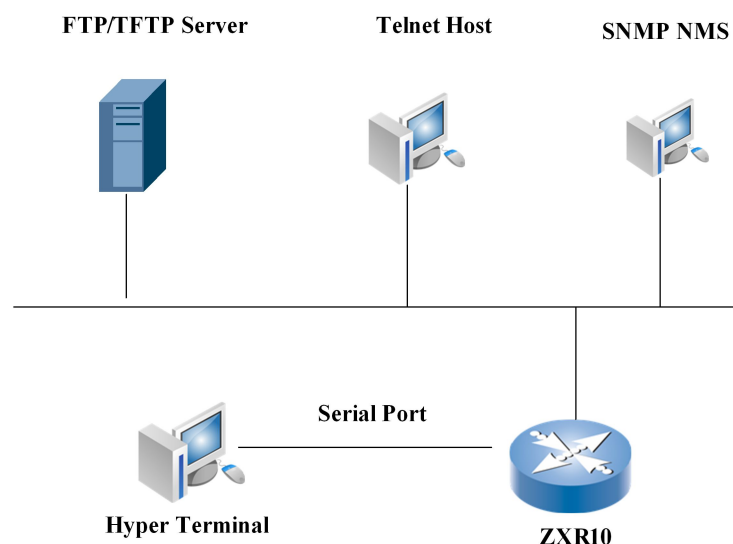 FTP/TFTP Server
Telnet Host
SNMP NMS
Serial Port
Hyper Terminal
ZXR10